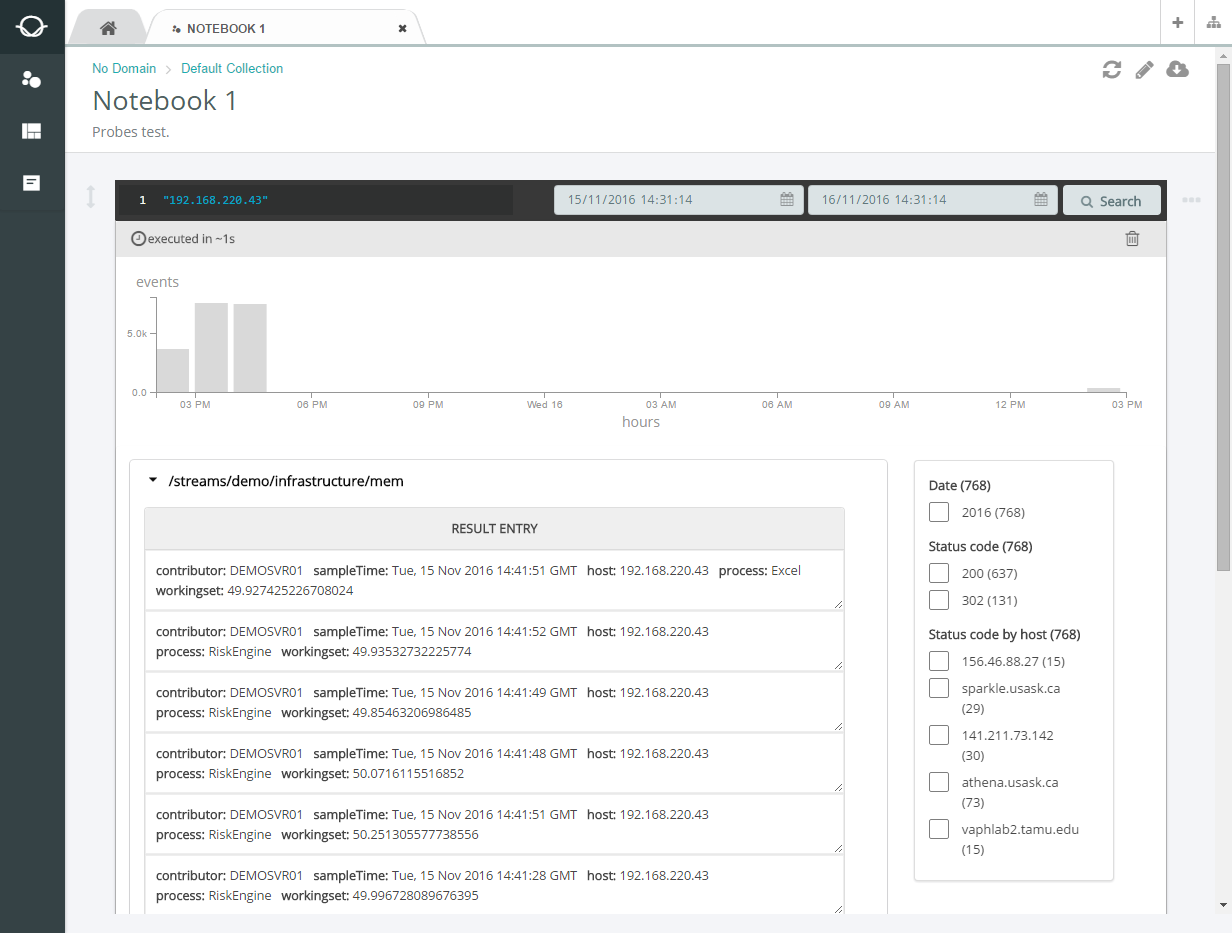 NOTEBOOK 1
No Domain > Default Collection
Notebook 1
Probes test.
1 "192.168.220.43" 15/11/2016 14:31:14 16/11/2016 14:31:14 Search
executed in ~1s
events
5.0k
0.0
03 PM 06 PM 09 PM Wed 16 03 AM 06 AM 09 AM 12 PM 03 PM
hours
/streams/demo/infrastructure/mem
RESULT ENTRY
contributor: DEMOSVR01 sampleTime: Tue, 15 Nov 2016 14:41:51 GMT host: 192.168.220.43 process: Excel
workingset: 49.927425226708024
contributor: DEMOSVR01 sampleTime: Tue, 15 Nov 2016 14:41:52 GMT host: 192.168.220.43
process: RiskEngine workingset: 49.93532732225774
contributor: DEMOSVR01 sampleTime: Tue, 15 Nov 2016 14:41:49 GMT host: 192.168.220.43
process: RiskEngine workingset: 49.85463206986485
contributor: DEMOSVR01 sampleTime: Tue, 15 Nov 2016 14:41:48 GMT host: 192.168.220.43
process: RiskEngine workingset: 50.0716115516852
contributor: DEMOSVR01 sampleTime: Tue, 15 Nov 2016 14:41:51 GMT host: 192.168.220.43
process: RiskEngine workingset: 50.251305577738556
contributor: DEMOSVR01 sampleTime: Tue, 15 Nov 2016 14:41:28 GMT host: 192.168.220.43
process: RiskEngine workingset: 49.996728089676395
Date (768)
2016 (768)
Status code (768)
200 (637)
302 (131)
Status code by host (768)
156.46.88.27 (15)
sparkle.usask.ca
(29)
141.211.73.142
(30)
athena.usask.ca
(73)
vaphlab2.tamu.edu
(15)